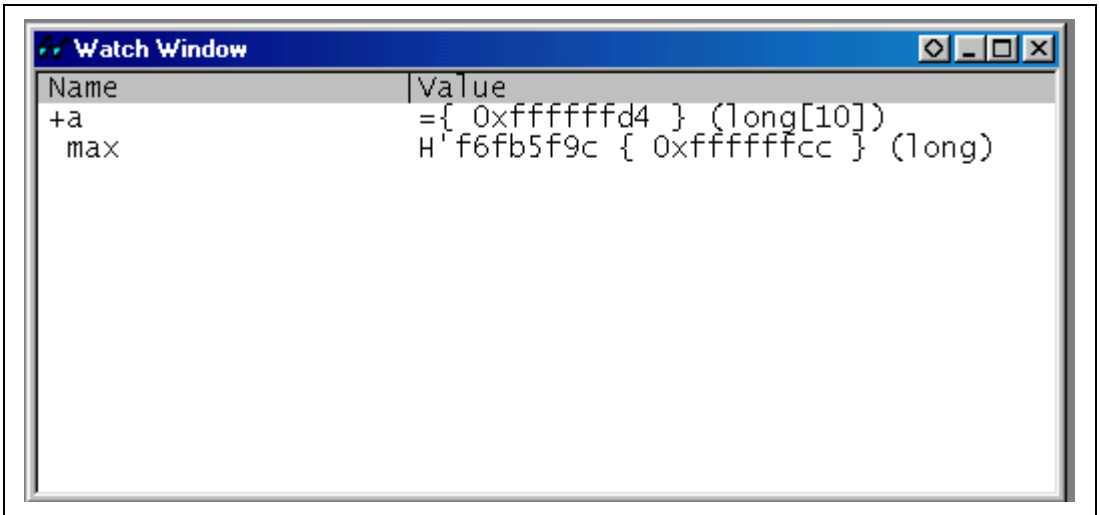 Watch Window
Name Value
+a ={ 0xffffffd4 } (long[10])
max H'f6fb5f9c { 0xffffffcc } (long)